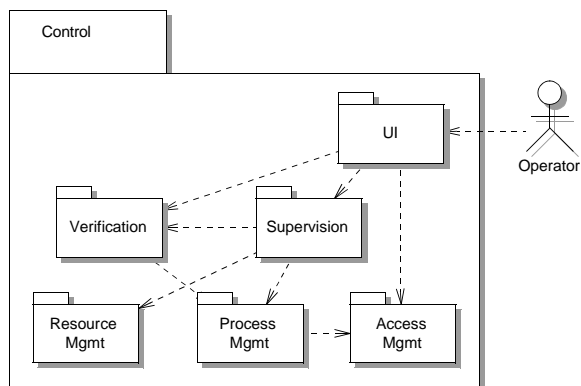 Control
UI
Operator
Verification
Supervision
Resource
Mgmt
Process
Mgmt
Access
Mgmt